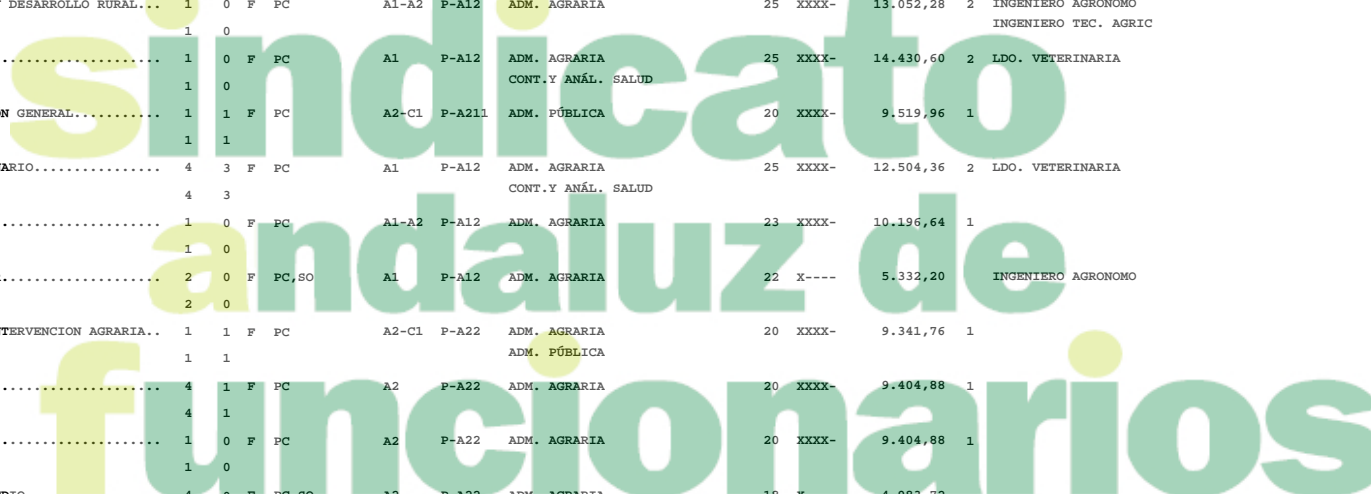 DESARROLLO RURAL... 1 0 F PC A1-A2 P-A12 ADM. AGRARIA 25 XXXX- 13.052,28 2 INGENIERO AGRONOMO
INGENIERO TEC. AGRIC
1 0
sindicato
.................... 1 0 F PC A1 P-A12 ADM. AGRARIA 25 XXXX- 14.430,60 2 LDO. VETERINARIA
1 0 CONT.Y ANÁL. SALUD
N GENERAL........... 1 1 F PC A2-C1 P-A211 ADM. PÚBLICA 20 XXXX- 9.519,96 1
1 1
ARIO................ 4 3 F PC A1 P-A12 ADM. AGRARIA 25 XXXX- 12.504,36 2 LDO. VETERINARIA
4 3 CONT.Y ANÁL. SALUD
.................... 1 0 F PC A1-A2 P-A12 ADM. AGRARIA 23 XXXX- 10.196,64 1
1 0
andaluz de
.................... 2 0 F PC,SO A1 P-A12 ADM. AGRARIA 22 X---- 5.332,20 INGENIERO AGRONOMO
2 0
TERVENCION AGRARIA.. 1 1 F PC A2-C1 P-A22 ADM. AGRARIA 20 XXXX- 9.341,76 1
1 1 ADM. PÚBLICA
.................... 4 1 F PC A2 P-A22 ADM. AGRARIA 20 XXXX- 9.404,88 1
4 1
funcionarios
.................... 1 0 F PC A2 P-A22 ADM. AGRARIA 20 XXXX- 9.404,88 1
1 0